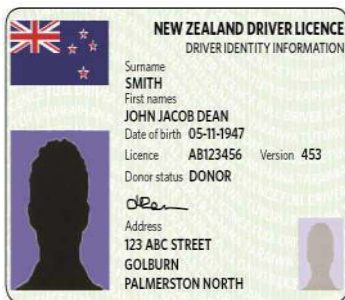 NEW ZEALAND DRIVER LICENCE
DRIVER IDENTITY INFORMATION
Surname
SMITH
First names
JOHN JACOB DEAN
Date of birth 05-11-1947
Licence AB123456 Version 453
Donor status DONOR
Address
123 ABC STREET
GOLBURN
PALMERSTON NORTH